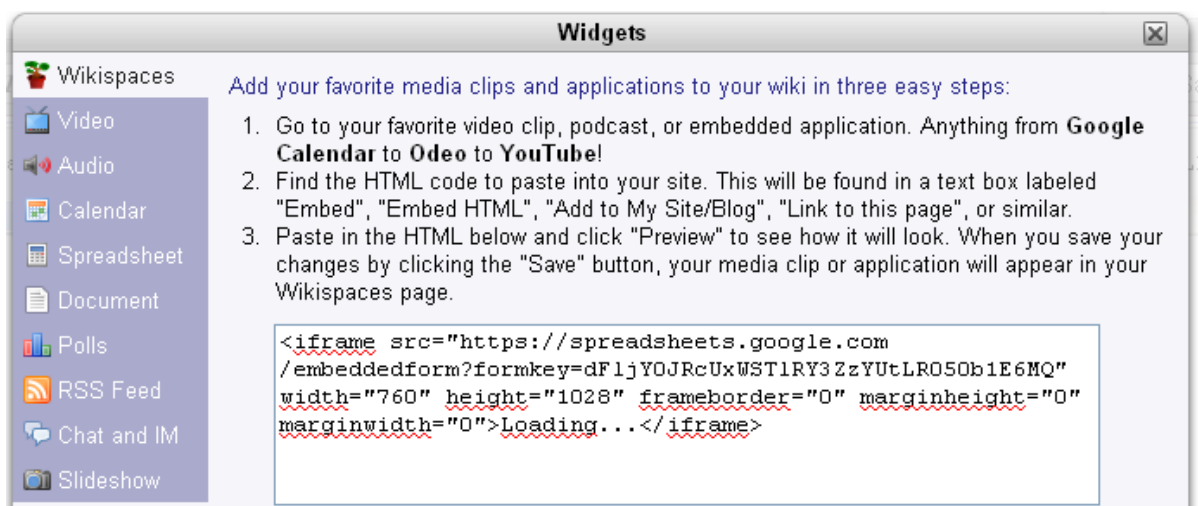 Widgets
Wikispaces
Video
Audio
Calendar
Spreadsheet
Document
Polls
RSS Feed
Chat and IM
Slideshow
Add your favorite media clips and applications to your wiki in three easy steps:
1. Go to your favorite video clip, podcast, or embedded application. Anything from Google
Calendar to Odeo to YouTube!
2. Find the HTML code to paste into your site. This will be found in a text box labeled
"Embed", "Embed HTML", "Add to My Site/Blog", "Link to this page", or similar.
3. Paste in the HTML below and click "Preview" to see how it will look. When you save your
changes by clicking the "Save" button, your media clip or application will appear in your
Wikispaces page.
<iframe src="https://spreadsheets.google.com
/embeddedform?formkey=dFljYOJRcUxWST1RY3ZzYUtLRO5Ob1E6MQ"
width="760" height="1028" frameborder="0" marginheight="0"
marginwidth="0">Loading...</iframe>